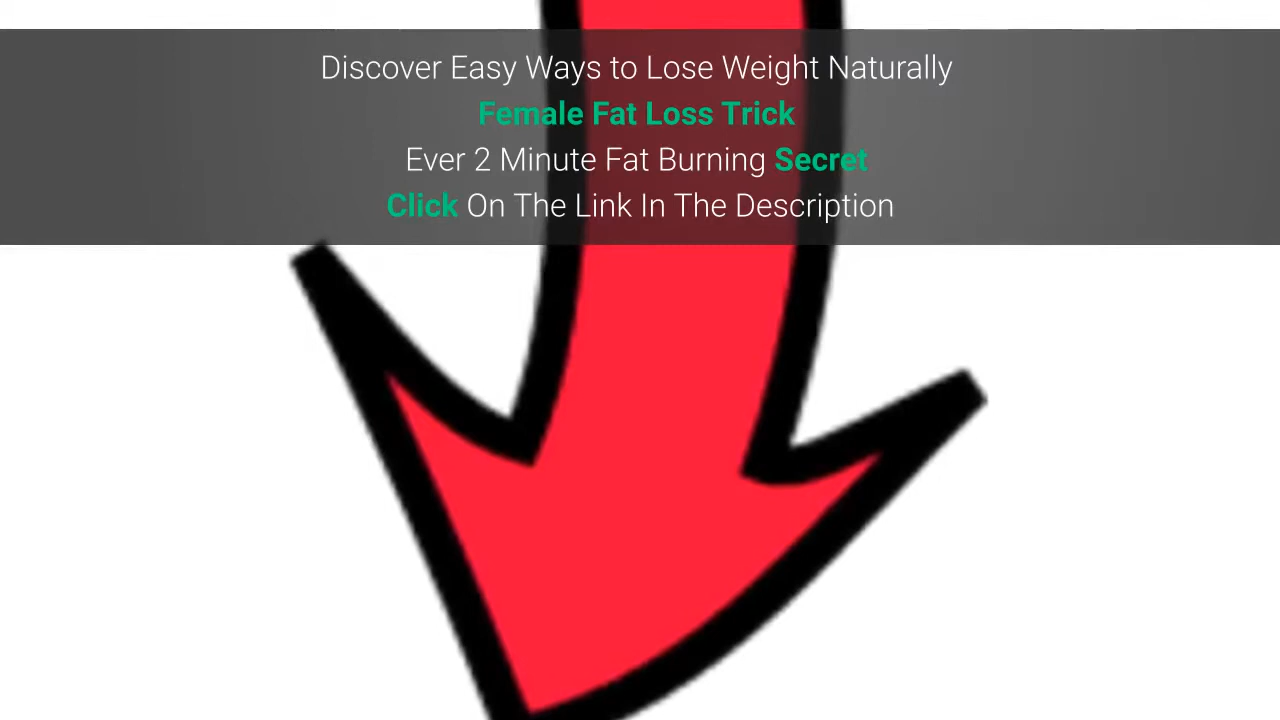 Discover Easy Ways to Lose Weight Naturally
Female Fat Loss Trick
Ever 2 Minute Fat Burning Secret
Click On The Link In The Description